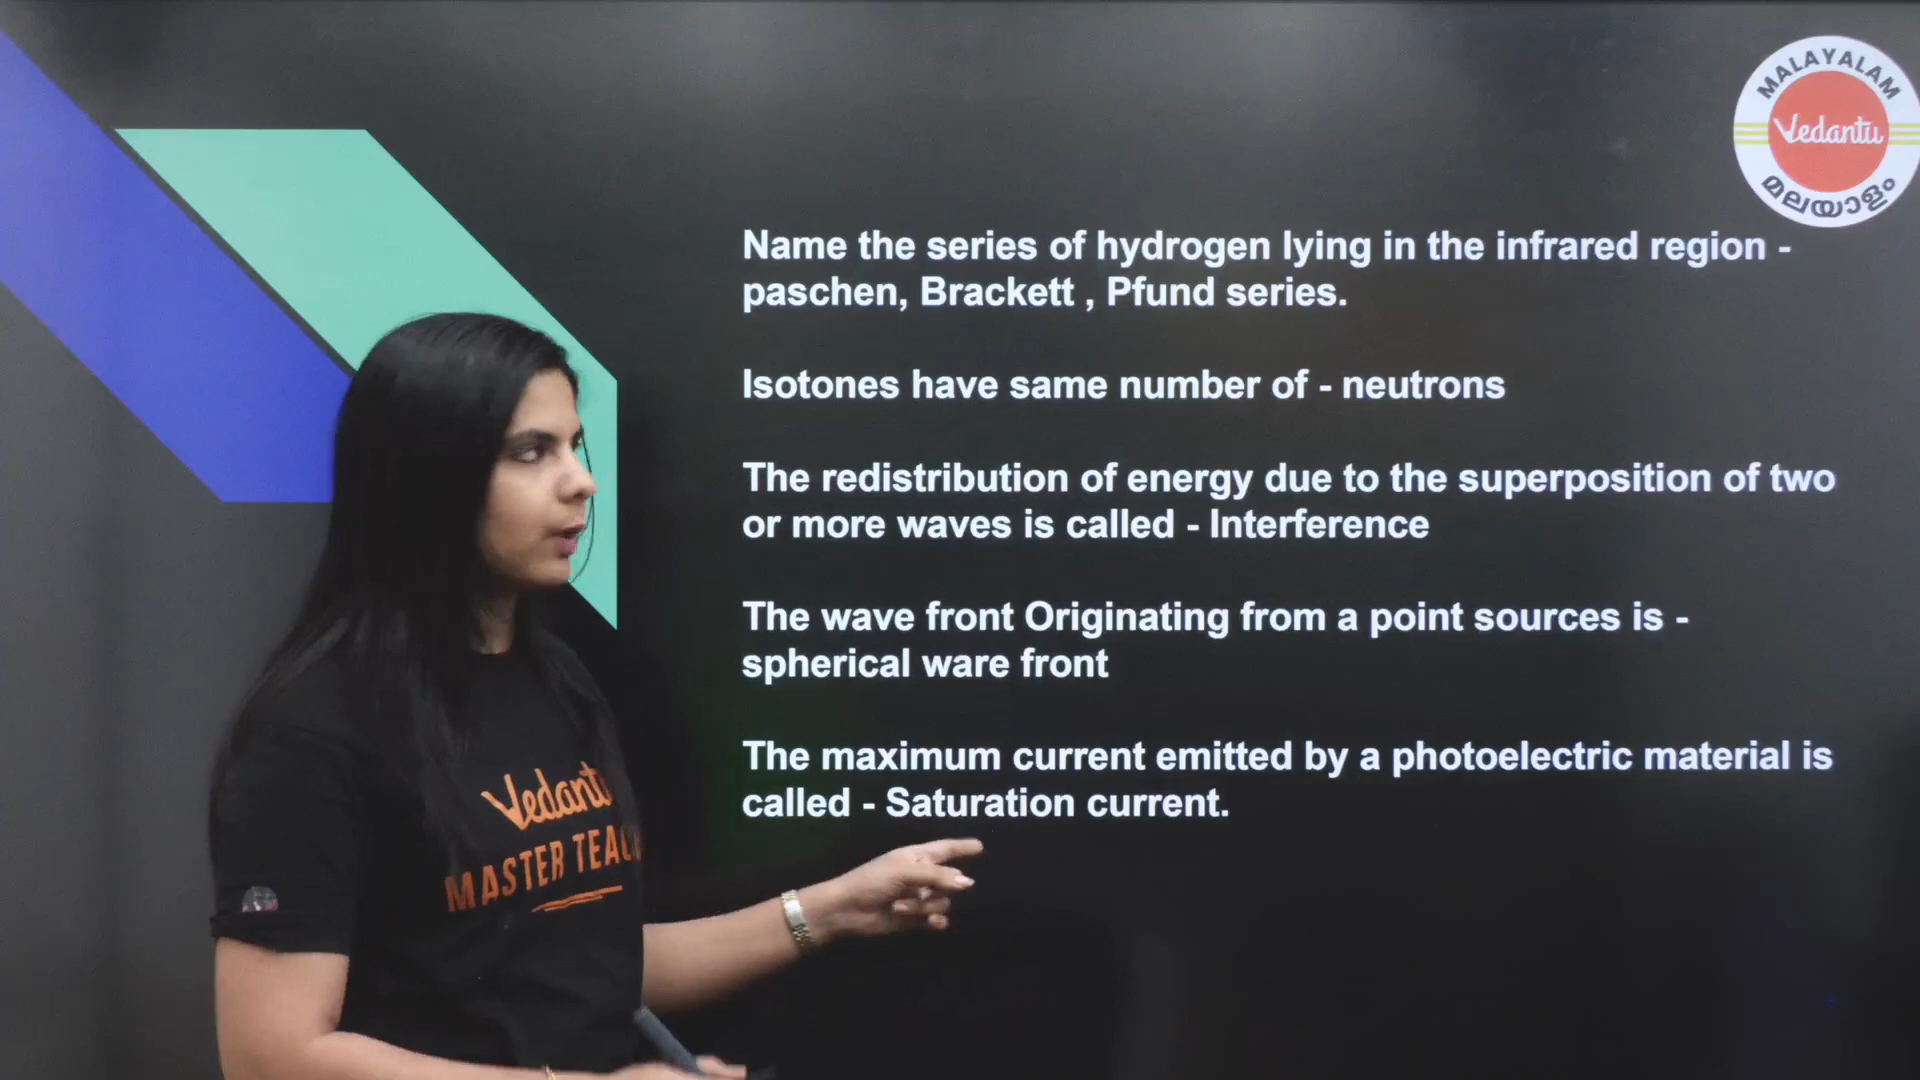 MALAYALAM
Vedantu
മലയാളം
Name the series of hydrogen lying in the infrared region -
paschen, Brackett , Pfund series.
Isotones have same number of - neutrons
The redistribution of energy due to the superposition of two
or more waves is called - Interference
The wave front Originating from a point sources is -
spherical ware front
The maximum current emitted by a photoelectric material is
called - Saturation current.
Vedantu
MASTER TEAC